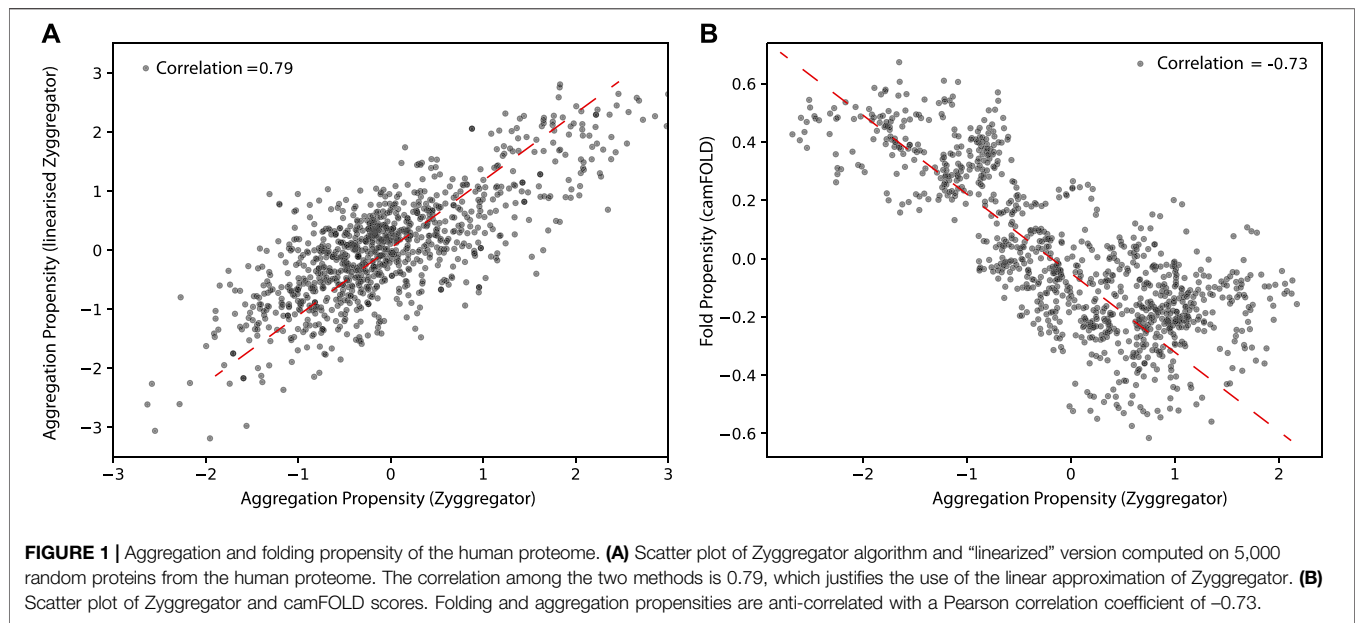 A
Correlation =0.79
Aggregation Propensity (linearised Zyggregator)
3
2
1
0
−1
−2
−3
−3 −2 −1 0 1 2 3
Aggregation Propensity (Zyggregator)
B
Correlation = -0.73
Fold Propensity (camFOLD)
0.6
0.4
0.2
0.0
−0.2
−0.4
−0.6
−2 −1 0 1 2
Aggregation Propensity (Zyggregator)
FIGURE 1 | Aggregation and folding propensity of the human proteome. (A) Scatter plot of Zyggregator algorithm and “linearized” version computed on 5,000
random proteins from the human proteome. The correlation among the two methods is 0.79, which justifies the use of the linear approximation of Zyggregator. (B)
Scatter plot of Zyggregator and camFOLD scores. Folding and aggregation propensities are anti-correlated with a Pearson correlation coefficient of –0.73.